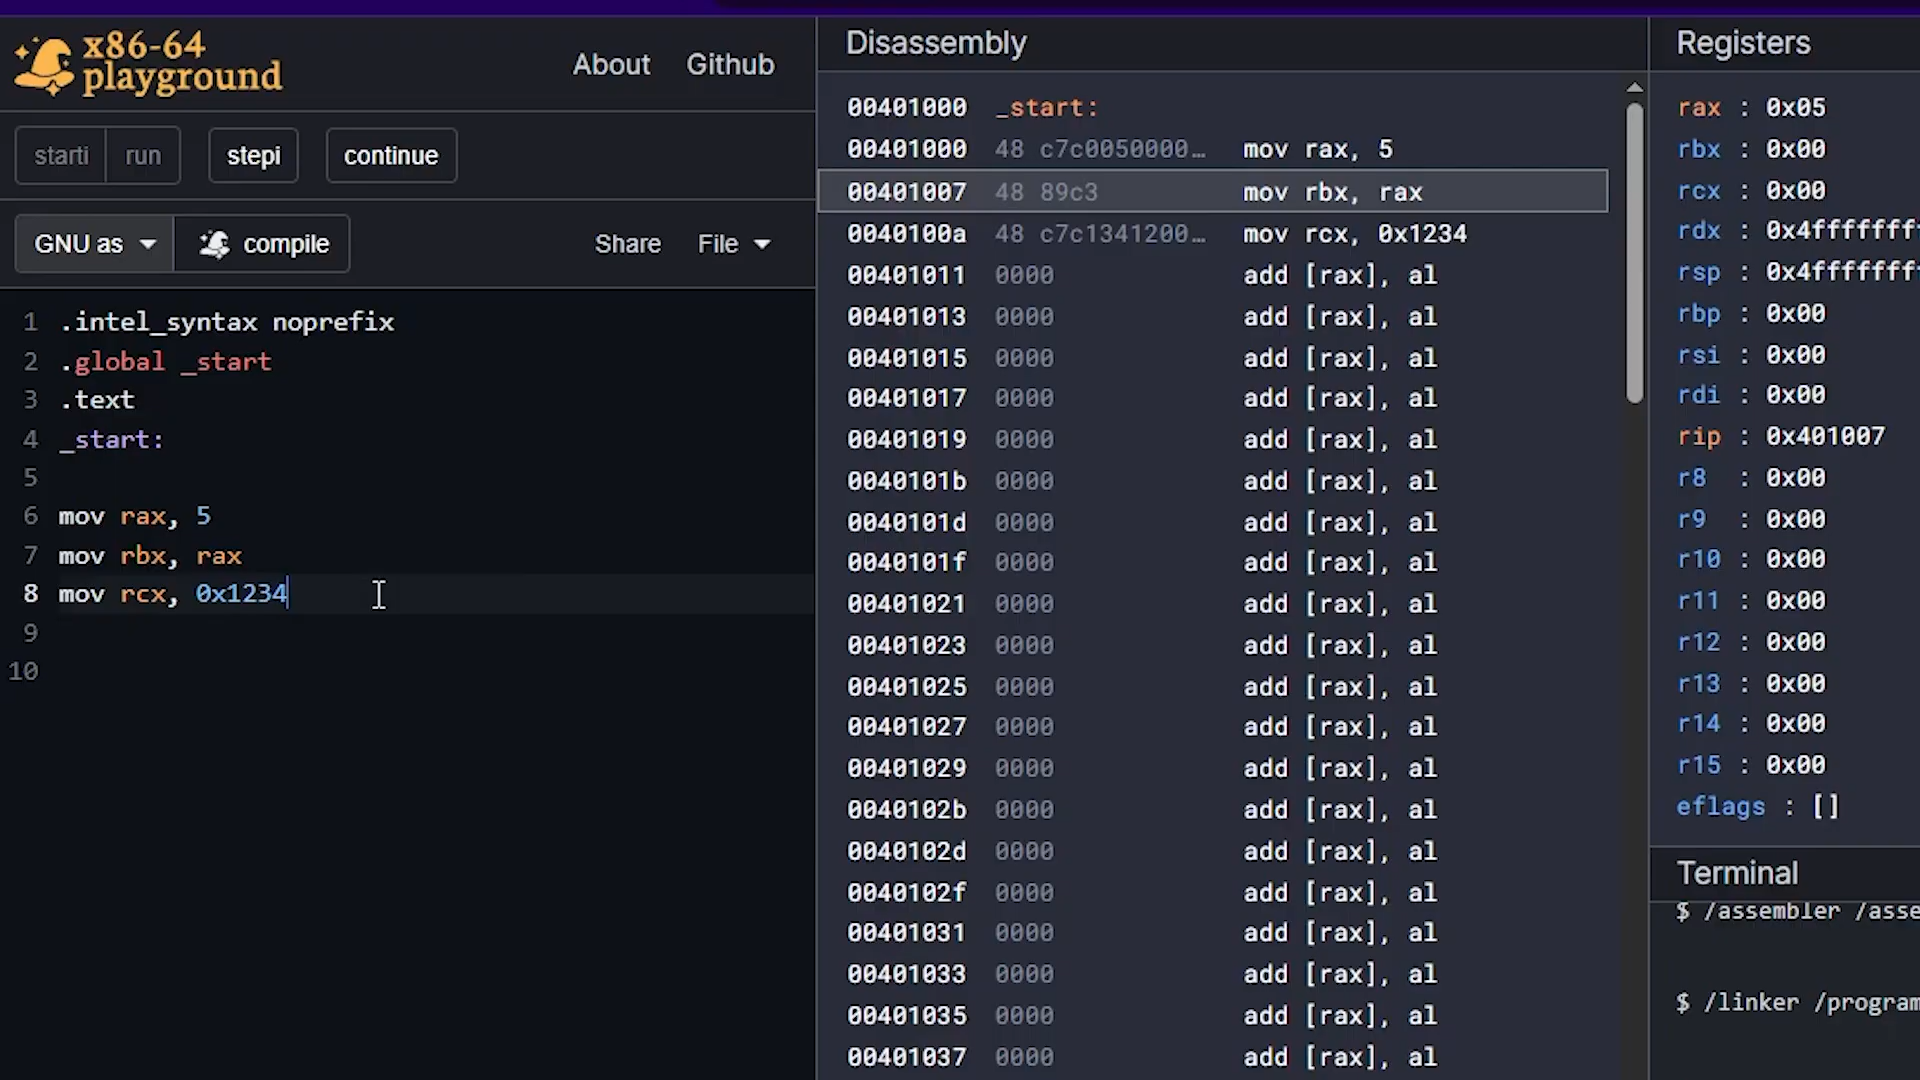 x86-64
playground
About
Github
starti
run
stepi
continue
GNU as
compile
Share
File
1 .intel_syntax noprefix
2 .global _start
3 .text
4 _start:
5
6 mov rax, 5
7 mov rbx, rax
8 mov rcx, 0x1234
9
10
Disassembly
00401000 _start:
00401000 48 c7c0050000… mov rax, 5
00401007 48 89c3 mov rbx, rax
0040100a 48 c7c1341200… mov rcx, 0x1234
00401011 0000 add [rax], al
00401013 0000 add [rax], al
00401015 0000 add [rax], al
00401017 0000 add [rax], al
00401019 0000 add [rax], al
0040101b 0000 add [rax], al
0040101d 0000 add [rax], al
0040101f 0000 add [rax], al
00401021 0000 add [rax], al
00401023 0000 add [rax], al
00401025 0000 add [rax], al
00401027 0000 add [rax], al
00401029 0000 add [rax], al
0040102b 0000 add [rax], al
0040102d 0000 add [rax], al
0040102f 0000 add [rax], al
00401031 0000 add [rax], al
00401033 0000 add [rax], al
00401035 0000 add [rax], al
00401037 0000 add [rax], al
Registers
rax : 0x05
rbx : 0x00
rcx : 0x00
rdx : 0x4fffffff
rsp : 0x4fffffff
rbp : 0x00
rsi : 0x00
rdi : 0x00
rip : 0x401007
r8 : 0x00
r9 : 0x00
r10 : 0x00
r11 : 0x00
r12 : 0x00
r13 : 0x00
r14 : 0x00
r15 : 0x00
eflags : []
Terminal
$ /assembler /asse
$ /linker /program